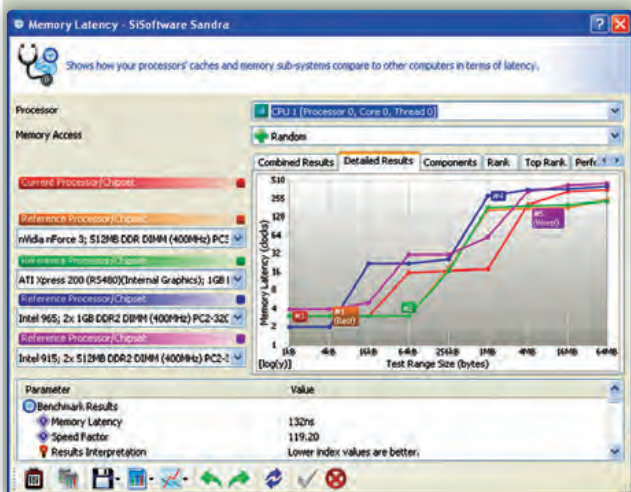 Memory Latency - SiSoftware Sandra
Shows how your processors' caches and memory sub-systems compare to other computers in terms of latency.
Processor
CPU 1 [Processor 0, Core 0, Thread 0]
Memory Access
Random
Combined Results
Detailed Results
Components
Rank
Top Rank
Current Processor/Chipset:
Reference Processor/Chipset:
nVidia nForce 3; 512MB DDR DIMM (400MHz) PC3
Reference Processor/Chipset:
ATI Xpress 200 (RS480)(Internal Graphics); 1GB
Reference Processor/Chipset:
Intel 965; 2x 1GB DDR2 DIMM (400MHz) PC2-320
Reference Processor/Chipset:
Intel 915; 2x 512MB DDR2 DIMM (400MHz) PC2-
Memory Latency (clocks)
510
255
128
64
32
16
8
4
2
1
#3
#1
(Best)
#2
#4
#5
(Worst)
1kB
4kB
16kB
64kB
256kB
1MB
4MB
16MB
64MB
[log(y)]
Test Range Size (bytes)
Parameter
Value
Benchmark Results
Memory Latency
132ns
Speed Factor
119.20
Results Interpretation
Lower index values are better.